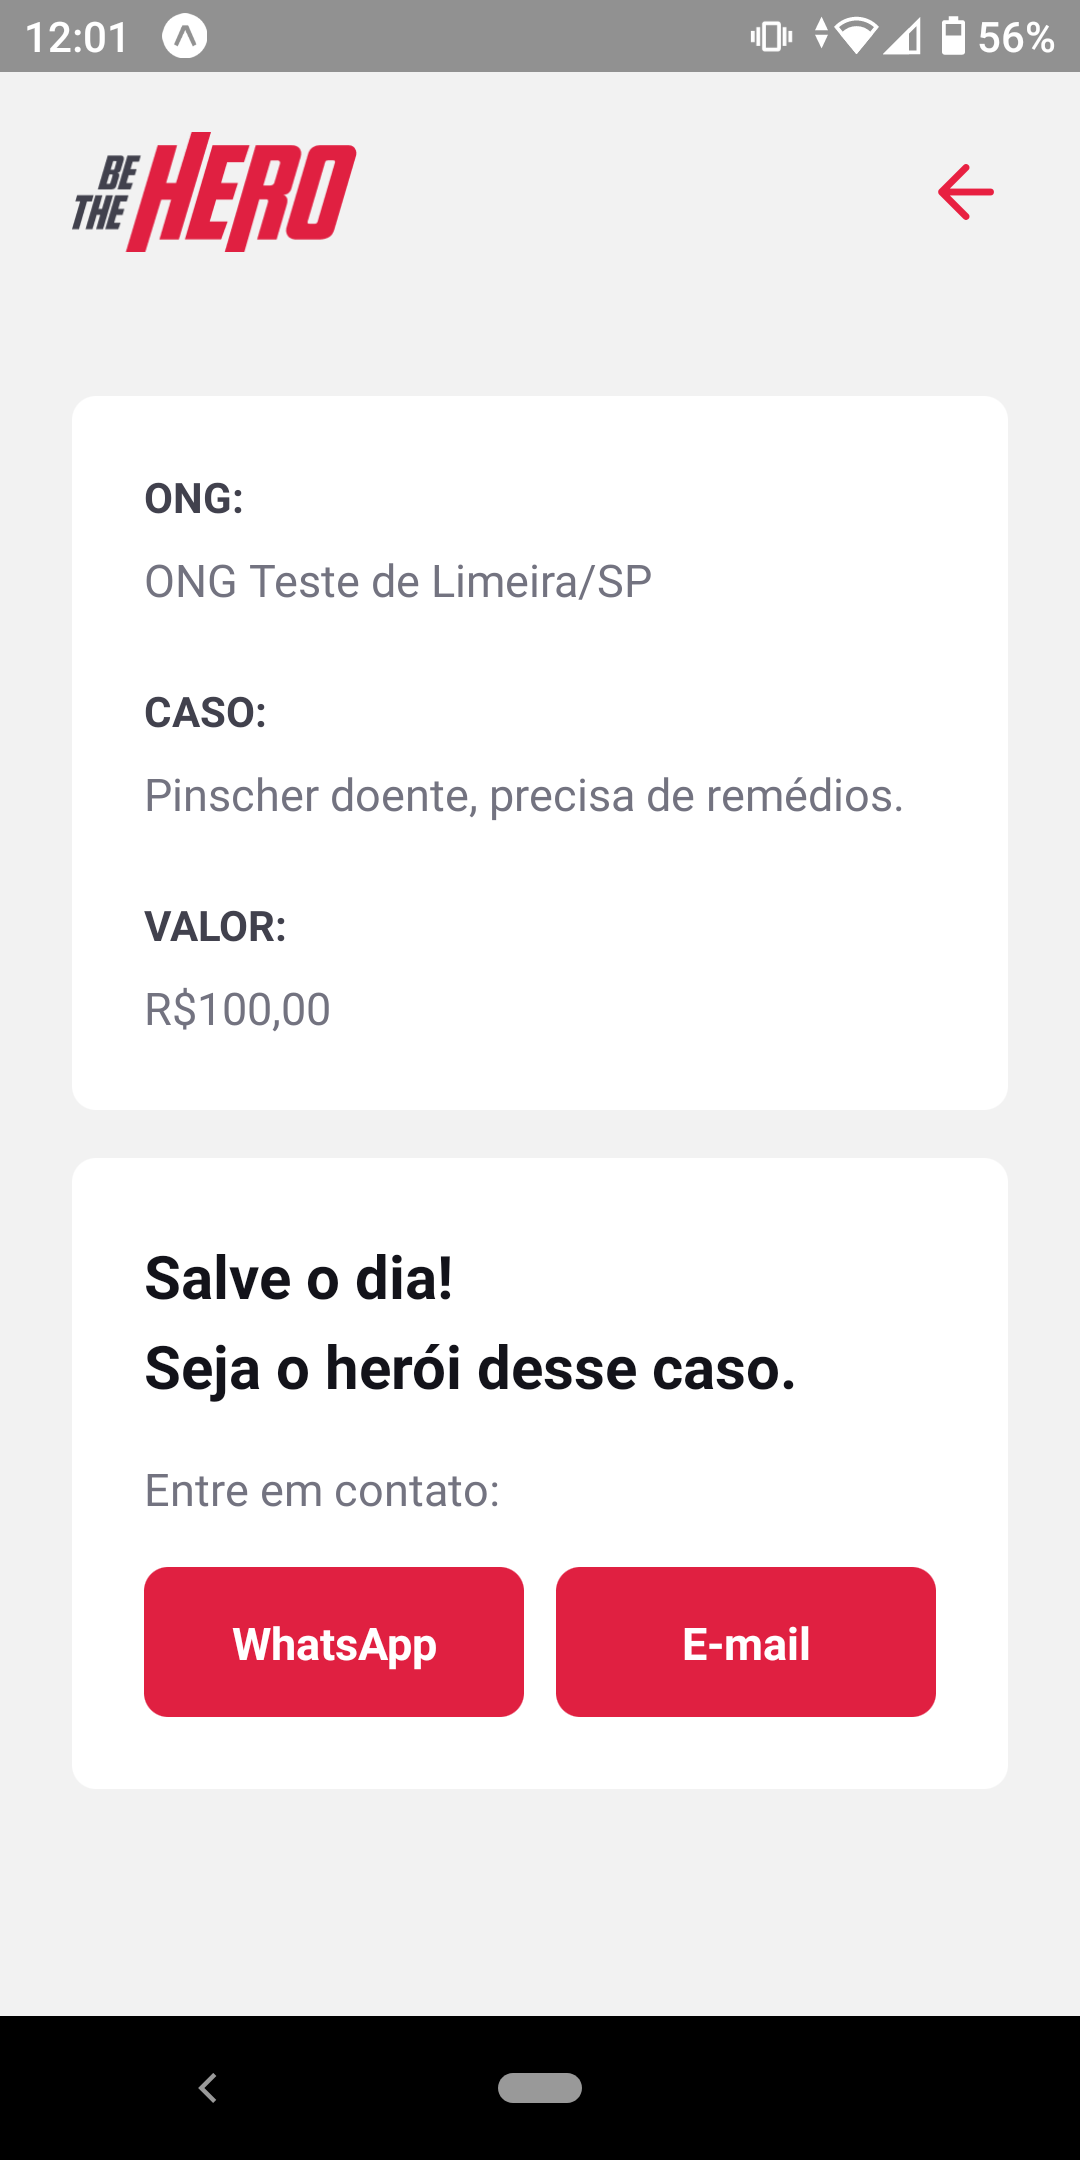 12:01
56%
BE
THE
HERO
ONG:
ONG Teste de Limeira/SP
CASO:
Pinscher doente, precisa de remédios.
VALOR:
R$100,00
Salve o dia!
Seja o herói desse caso.
Entre em contato:
WhatsApp
E-mail